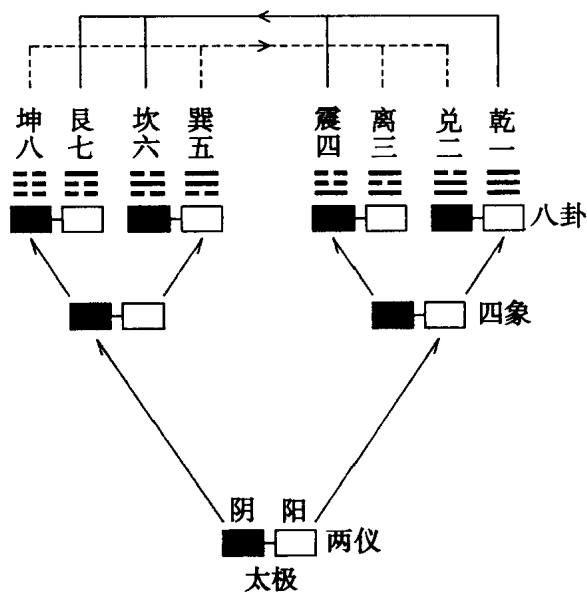 坤八 艮七 坎六 巽五 震四 离三 兑二 乾一
八卦
四象
阴 阳
两仪
太极